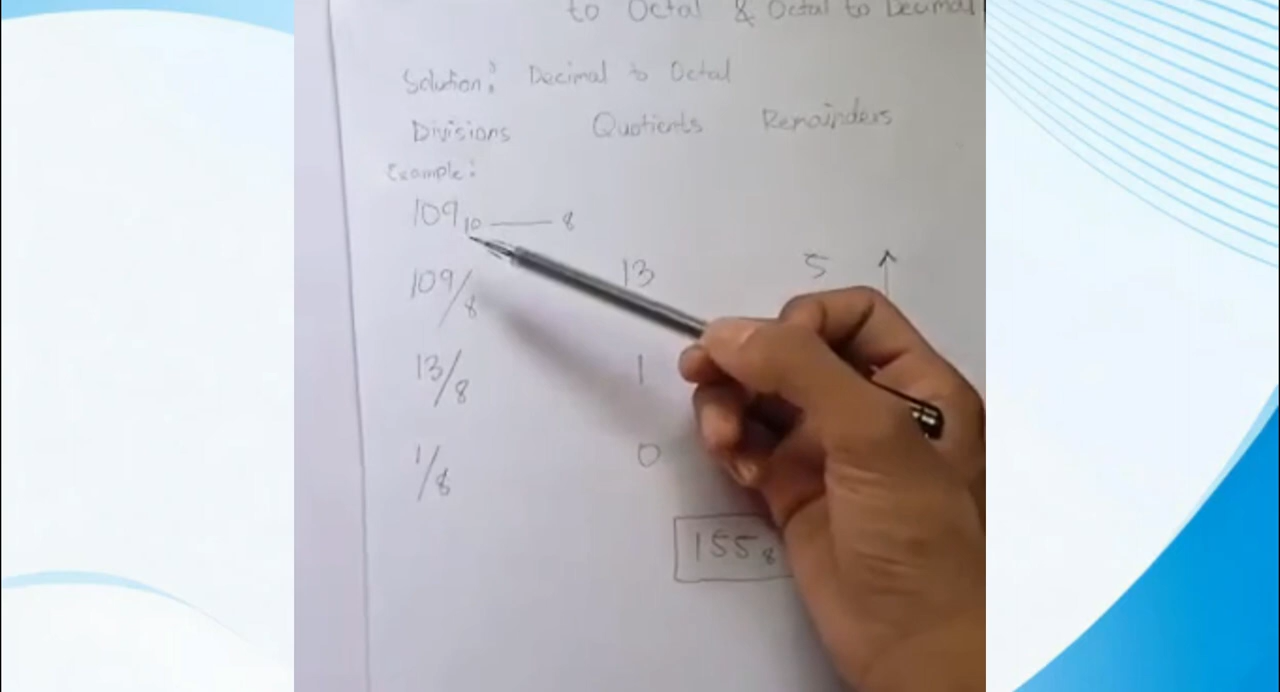 to Octal & Octal to Decimal
Solution: Decimal to Octal
Divisions Quotients Remainders
Example:
109₁₀ —— 8
109/8 13 5
13/8 1
1/8 0
155₈